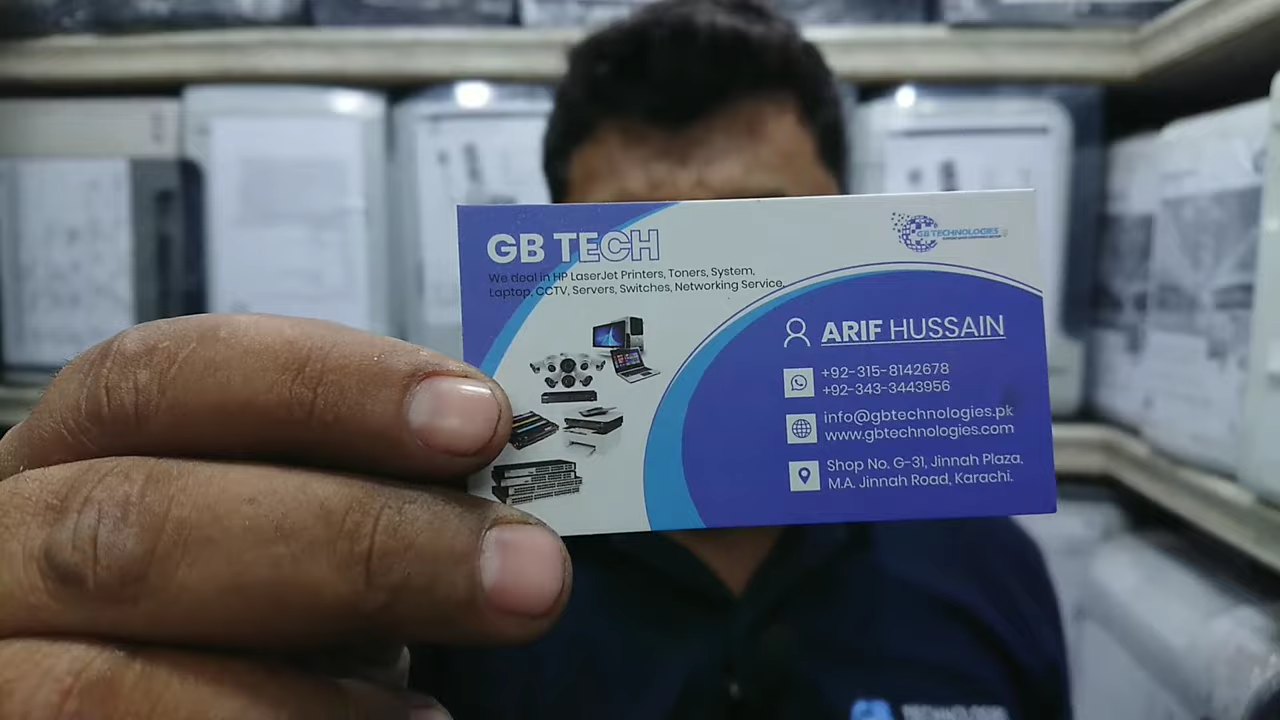 GB TECH
We deal in HP LaserJet Printers, Toners, System,
Laptop, CCTV, Servers, Switches, Networking Service.
GB TECHNOLOGIES
ARIF HUSSAIN
+92-315-8142678
+92-343-3443956
info@gbtechnologies.pk
www.gbtechnologies.com
Shop No. G-31, Jinnah Plaza,
M.A. Jinnah Road, Karachi.